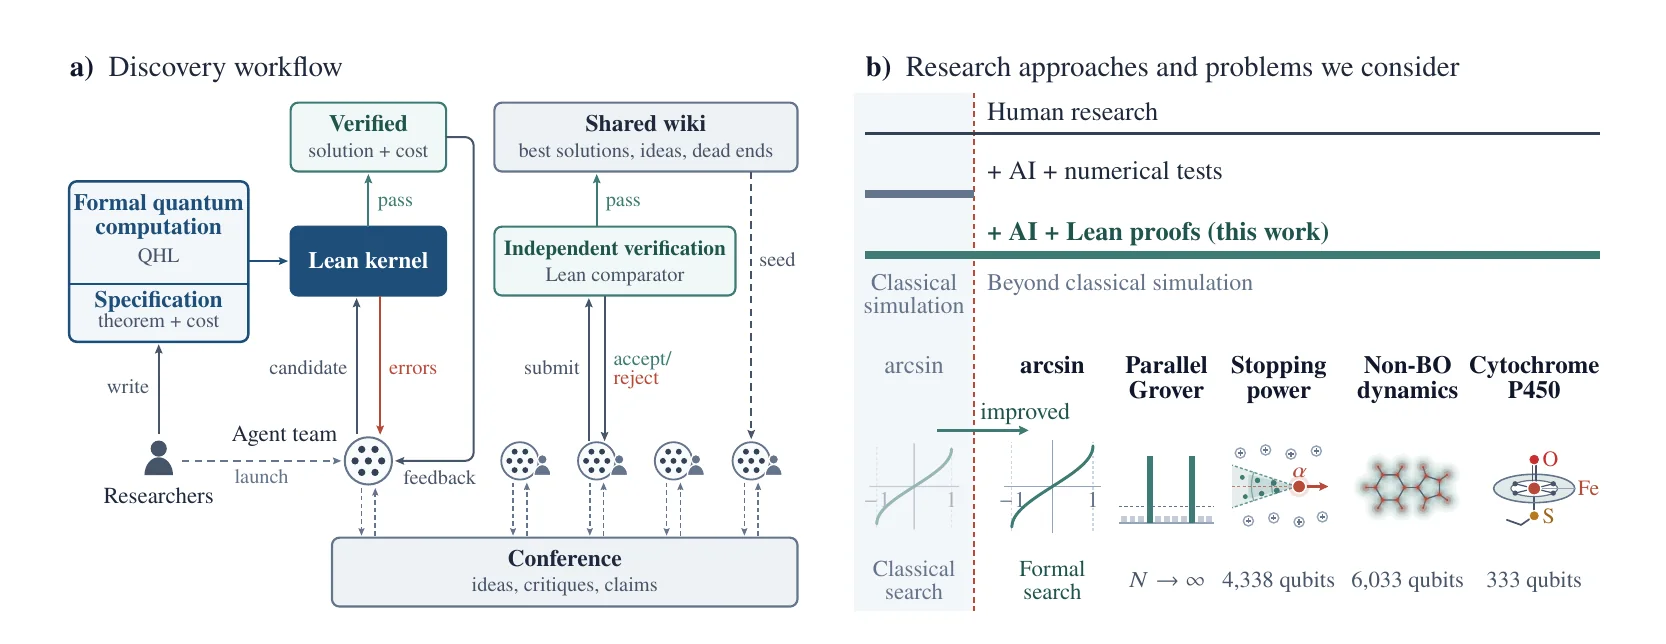 a) Discovery workflow
Verified
solution + cost
Shared wiki
best solutions, ideas, dead ends
pass
pass
Formal quantum
computation
QHL
Specification
theorem + cost
Lean kernel
Independent verification
Lean comparator
seed
write
candidate
errors
submit
accept/
reject
Agent team
launch
feedback
Researchers
Conference
ideas, critiques, claims
b) Research approaches and problems we consider
Human research
+ AI + numerical tests
+ AI + Lean proofs (this work)
Classical
simulation
Beyond classical simulation
arcsin
arcsin
Parallel
Grover
Stopping
power
Non-BO
dynamics
Cytochrome
P450
improved
−1
1
−1
1
α
O
Fe
S
Classical
search
Formal
search
N → ∞
4,338 qubits
6,033 qubits
333 qubits